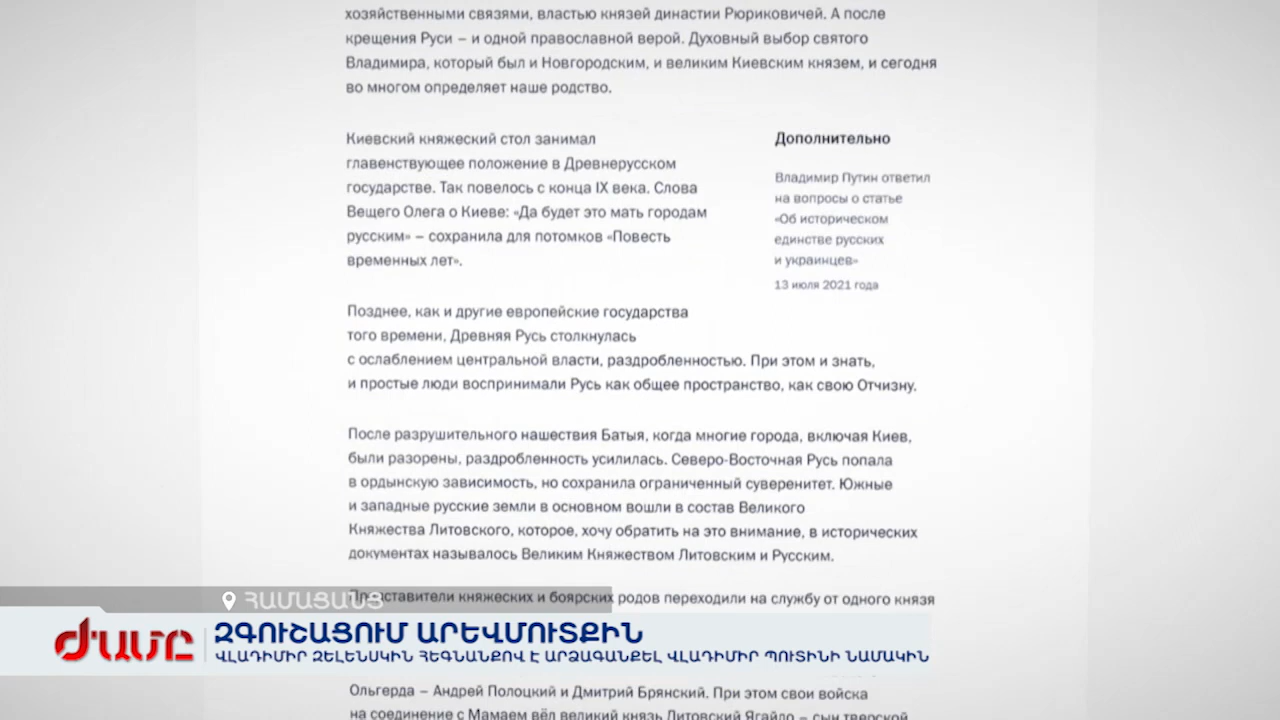 хозяйственными связями, властью князей династии Рюриковичей. А после
крещения Руси – и одной православной верой. Духовный выбор святого
Владимира, который был и Новгородским, и великим Киевским князем, и сегодня
во многом определяет наше родство.
Киевский княжеский стол занимал
главенствующее положение в Древнерусском
государстве. Так повелось с конца IX века. Слова
Вещего Олега о Киеве: «Да будет это мать городам
русским» – сохранила для потомков «Повесть
временных лет».
Дополнительно
Владимир Путин ответил
на вопросы о статье
«Об историческом
единстве русских
и украинцев»
13 июля 2021 года
Позднее, как и другие европейские государства
того времени, Древняя Русь столкнулась
с ослаблением центральной власти, раздробленностью. При этом и знать,
и простые люди воспринимали Русь как общее пространство, как свою Отчизну.
После разрушительного нашествия Батыя, когда многие города, включая Киев,
были разорены, раздробленность усилилась. Северо-Восточная Русь попала
в ордынскую зависимость, но сохранила ограниченный суверенитет. Южные
и западные русские земли в основном вошли в состав Великого
Княжества Литовского, которое, хочу обратить на это внимание, в исторических
документах называлось Великим Княжеством Литовским и Русским.
Представители княжеских и боярских родов переходили на службу от одного князя
ՀԱՄԱՑԱՆՑ
ԺԱՄԸ
ԶԳՈՒՇԱՑՈՒՄ ԱՐԵՎՄՈՒՏՔԻՆ
ՎԼԱԴԻՄԻՐ ԶԵԼԵՆՍԿԻՆ ՀԵԳՆԱՆՔՈՎ Է ԱՐՁԱԳԱՆՔԵԼ ՎԼԱԴԻՄԻՐ ՊՈՒՏԻՆԻ ՆԱՄԱԿԻՆ
Ольгерда – Андрей Полоцкий и Дмитрий Брянский. При этом свои войска
на соединение с Мамаем вёл великий князь Литовский Ягайло – сын тверской